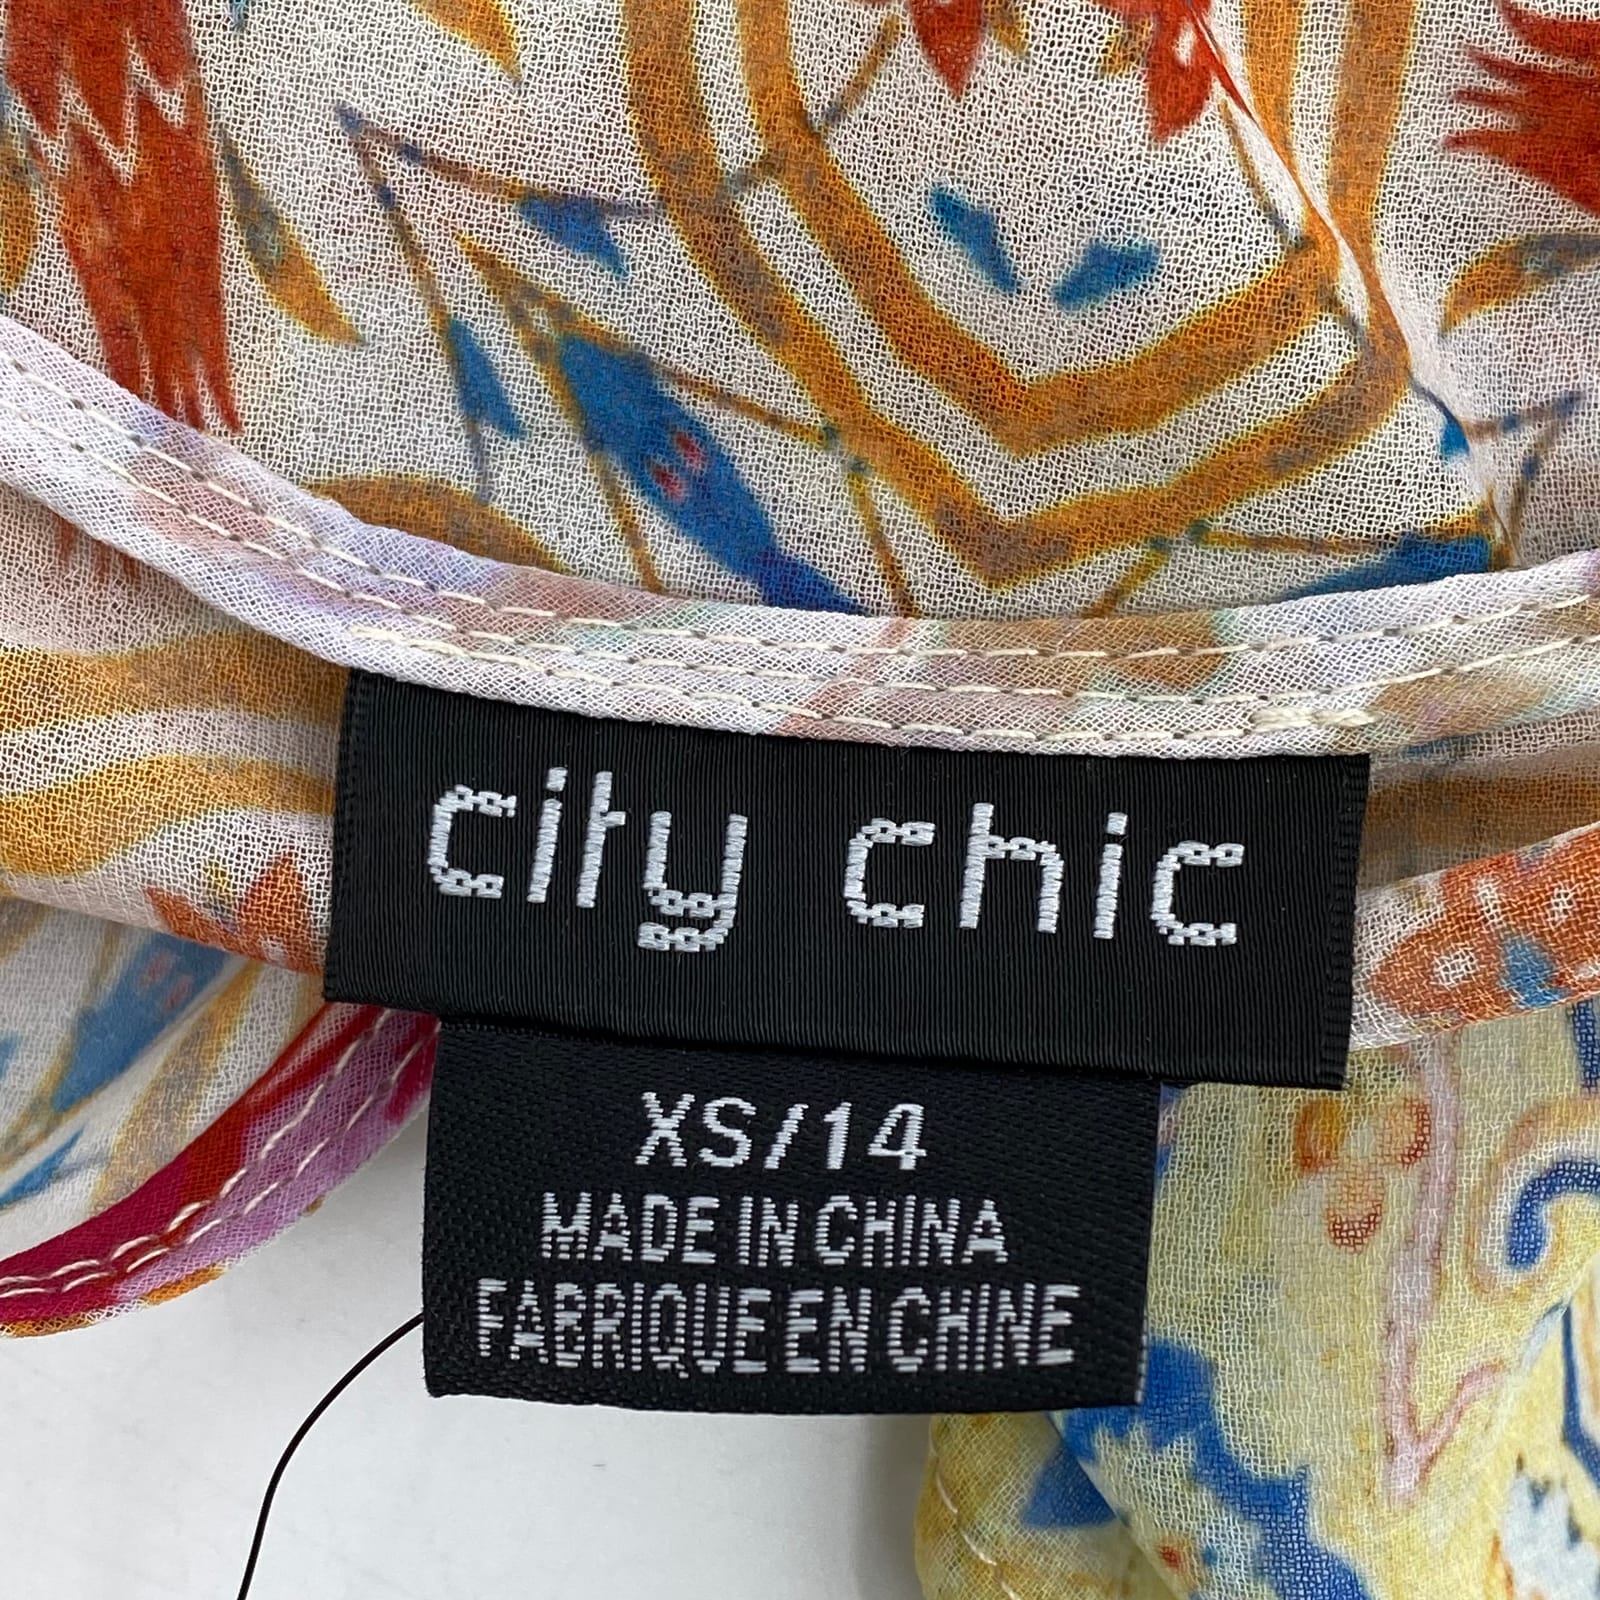 city chic
XS/14
MADE IN CHINA
FABRIQUE EN CHINE